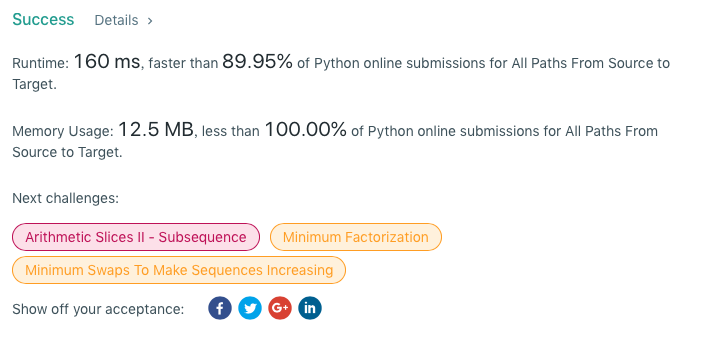 Success Details ›
Runtime: 160 ms, faster than 89.95% of Python online submissions for All Paths From Source to
Target.
Memory Usage: 12.5 MB, less than 100.00% of Python online submissions for All Paths From
Source to Target.
Next challenges:
Arithmetic Slices II - Subsequence Minimum Factorization
Minimum Swaps To Make Sequences Increasing
Show off your acceptance: f G+ in